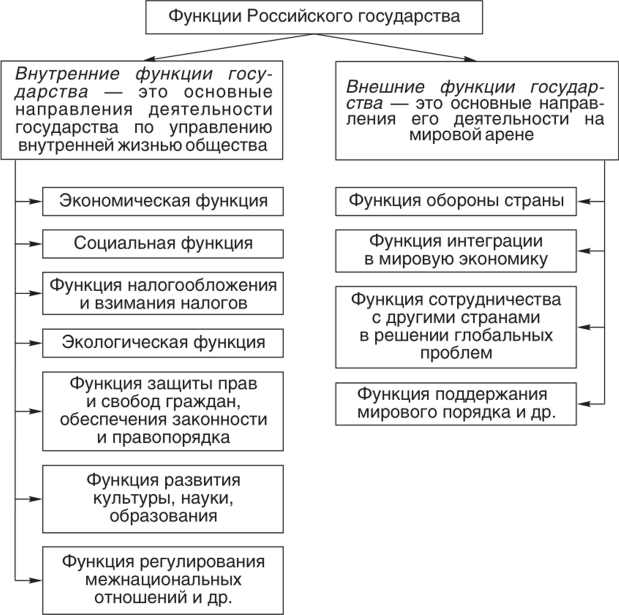 Функции Российского государства
Внутренние функции госу-
дарства — это основные
направления деятельности
государства по управлению
внутренней жизнью общества
Экономическая функция
Социальная функция
Функция налогообложения
и взимания налогов
Экологическая функция
Функция защиты прав
и свобод граждан,
обеспечения законности
и правопорядка
Функция развития
культуры, науки,
образования
Функция регулирования
межнациональных
отношений и др.
Внешние функции государ-
ства — это основные направ-
ления его деятельности на
мировой арене
Функция обороны страны
Функция интеграции
в мировую экономику
Функция сотрудничества
с другими странами
в решении глобальных
проблем
Функция поддержания
мирового порядка и др.